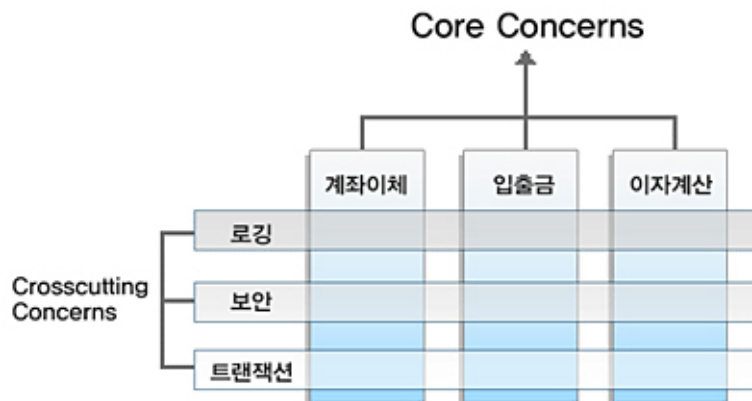 Core Concerns
계좌이체 입출금 이자계산
로깅
Crosscutting
Concerns
보안
트랜잭션